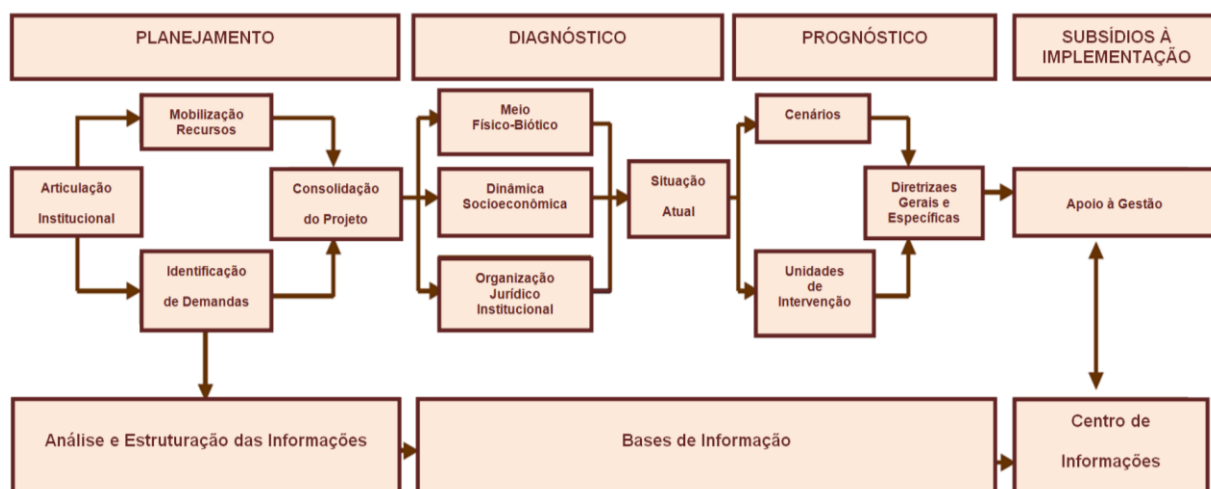 PLANEJAMENTO
DIAGNÓSTICO
PROGNÓSTICO
SUBSÍDIOS À
IMPLEMENTAÇÃO
Mobilização
Recursos
Articulação
Institucional
Identificação
de Demandas
Consolidação
do Projeto
Meio
Físico-Biótico
Dinâmica
Socioeconômica
Organização
Jurídico
Institucional
Situação
Atual
Cenários
Unidades
de
Intervenção
Diretrizaes
Gerais e
Específicas
Apoio à Gestão
Análise e Estruturação das Informações
Bases de Informação
Centro de
Informações